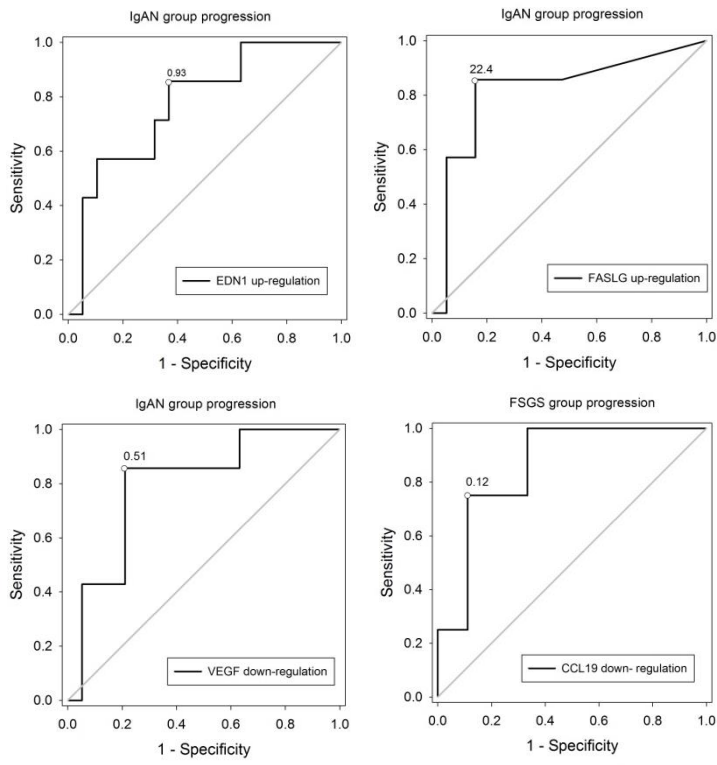 IgAN group progression
1.0
0.8
0.6
0.4
0.2
0.0
Sensitivity
0.93
EDN1 up-regulation
0.0 0.2 0.4 0.6 0.8 1.0
1 - Specificity
IgAN group progression
1.0
0.8
0.6
0.4
0.2
0.0
Sensitivity
22.4
FASLG up-regulation
0.0 0.2 0.4 0.6 0.8 1.0
1 - Specificity
IgAN group progression
1.0
0.8
0.6
0.4
0.2
0.0
Sensitivity
0.51
VEGF down-regulation
0.0 0.2 0.4 0.6 0.8 1.0
1 - Specificity
FSGS group progression
1.0
0.8
0.6
0.4
0.2
0.0
Sensitivity
0.12
CCL19 down- regulation
0.0 0.2 0.4 0.6 0.8 1.0
1 - Specificity